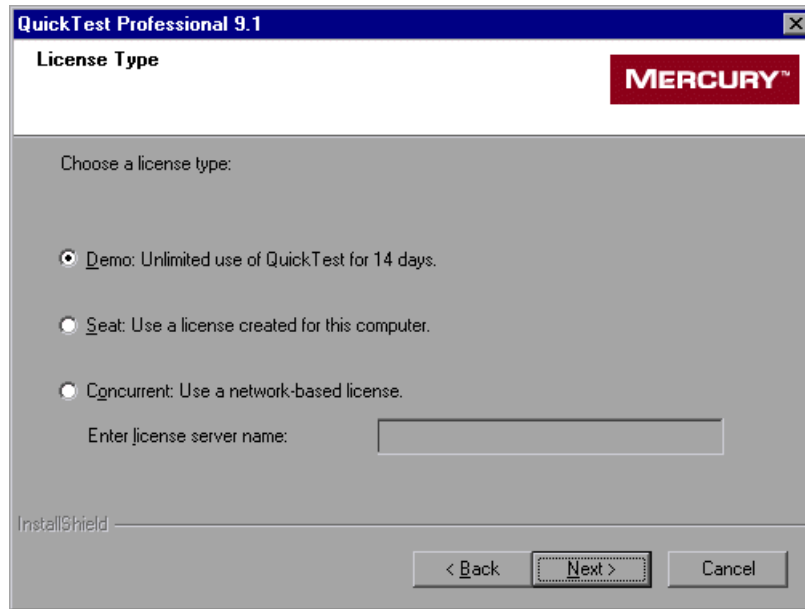 QuickTest Professional 9.1
License Type
MERCURY™
Choose a license type:
Demo: Unlimited use of QuickTest for 14 days.
Seat: Use a license created for this computer.
Concurrent: Use a network-based license.
Enter license server name:
InstallShield
< Back Next > Cancel